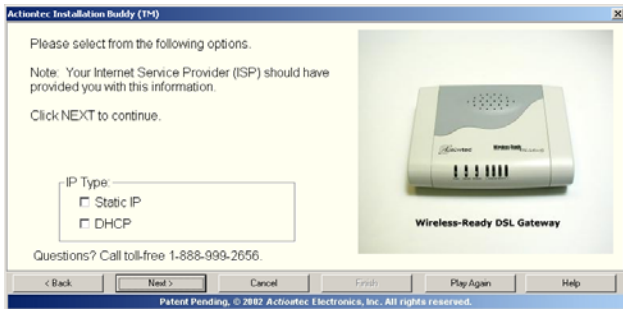 Actiontec Installation Buddy (TM)
Please select from the following options.
Note: Your Internet Service Provider (ISP) should have
provided you with this information.
Click NEXT to continue.
IP Type:
Static IP
DHCP
Questions? Call toll-free 1-888-999-2656.
Actiontec
Wireless-Ready
Wireless-Ready DSL Gateway
< Back
Next >
Cancel
Finish
Play Again
Help
Patent Pending, © 2002 Actiontec Electronics, Inc. All rights reserved.